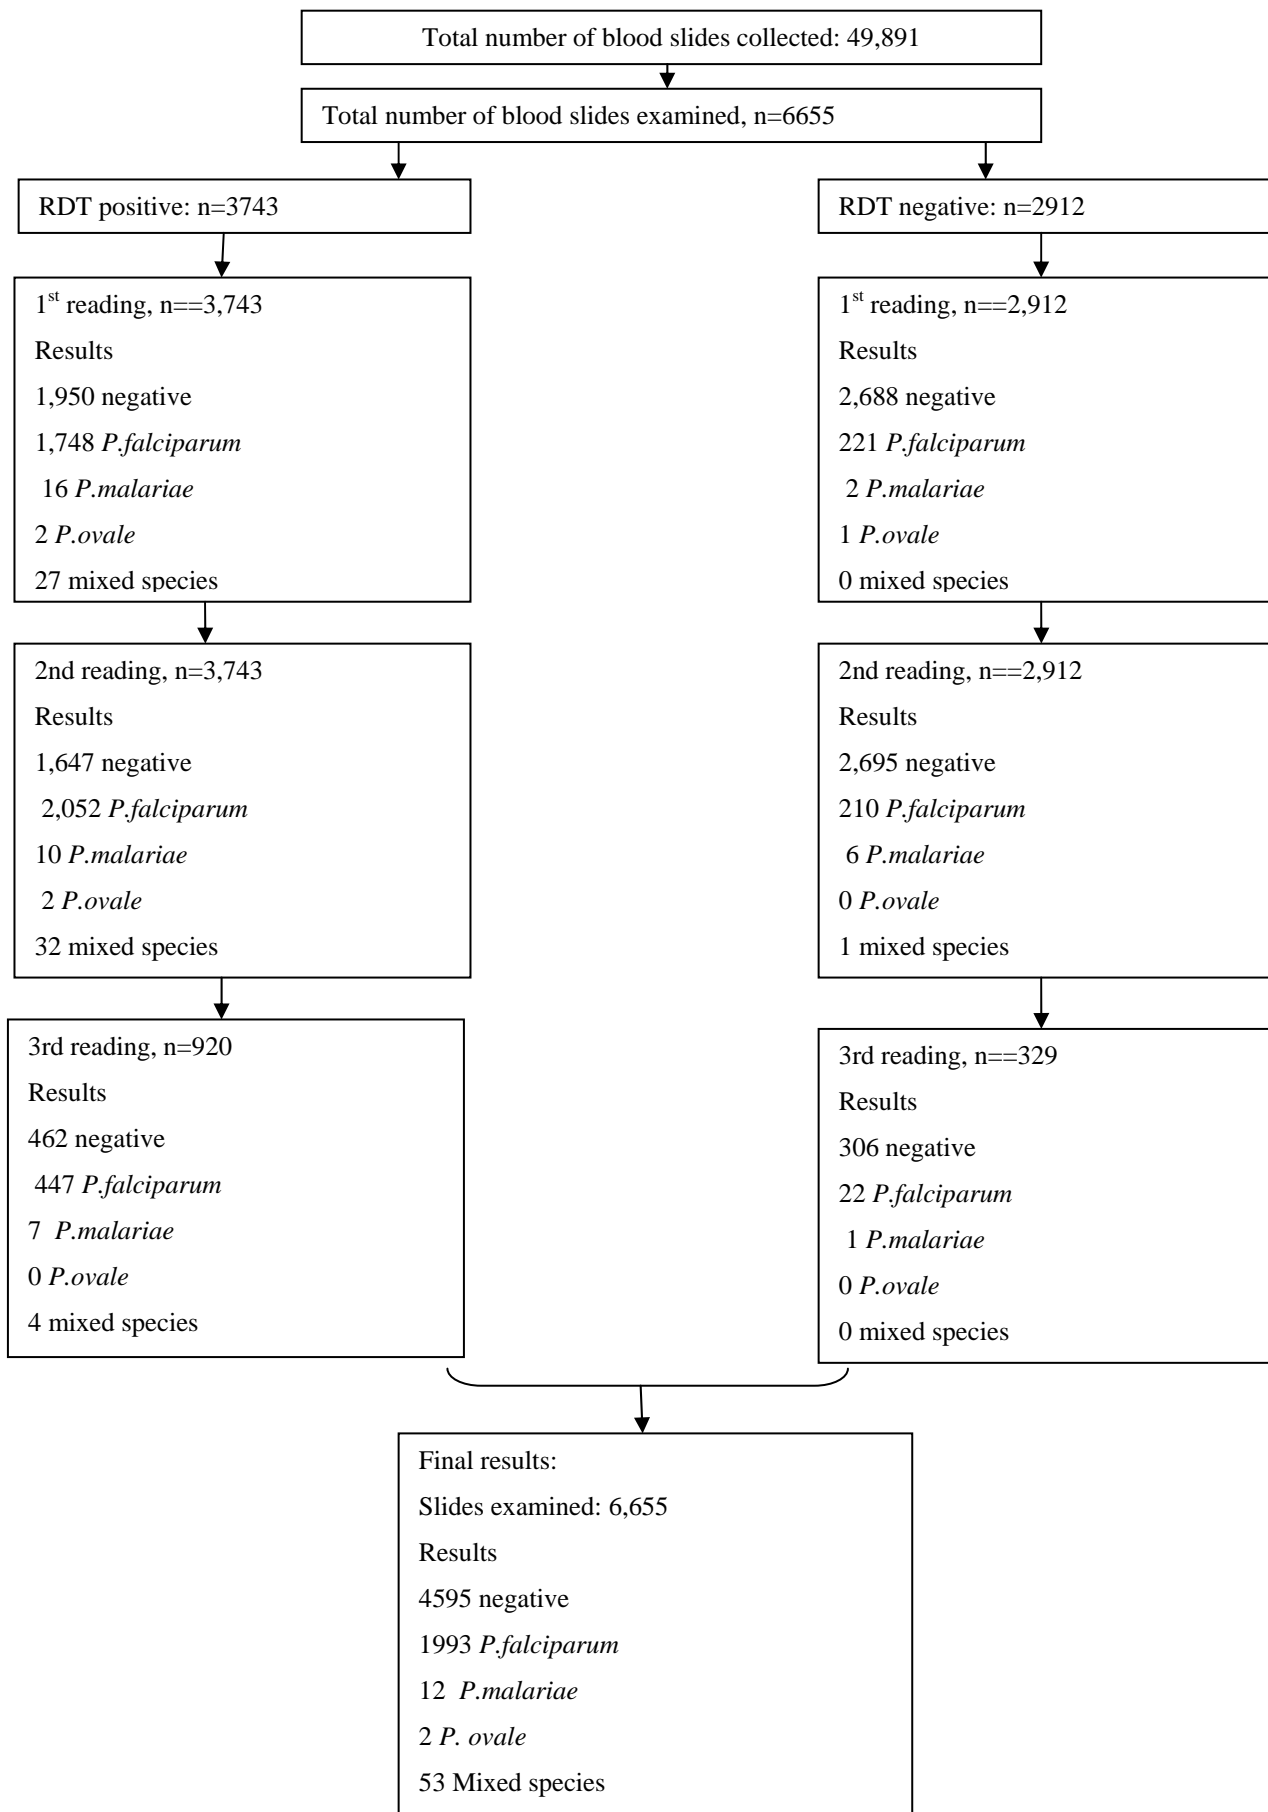 Total number of blood slides collected: 49,891
Total number of blood slides examined, n=6655
RDT positive: n=3743
RDT negative: n=2912
1st reading, n==3,743
Results
1,950 negative
1,748 P.falciparum
16 P.malariae
2 P.ovale
27 mixed species
1st reading, n==2,912
Results
2,688 negative
221 P.falciparum
2 P.malariae
1 P.ovale
0 mixed species
2nd reading, n=3,743
Results
1,647 negative
2,052 P.falciparum
10 P.malariae
2 P.ovale
32 mixed species
2nd reading, n==2,912
Results
2,695 negative
210 P.falciparum
6 P.malariae
0 P.ovale
1 mixed species
3rd reading, n=920
Results
462 negative
447 P.falciparum
7 P.malariae
0 P.ovale
4 mixed species
3rd reading, n==329
Results
306 negative
22 P.falciparum
1 P.malariae
0 P.ovale
0 mixed species
Final results:
Slides examined: 6,655
Results
4595 negative
1993 P.falciparum
12 P.malariae
2 P. ovale
53 Mixed species